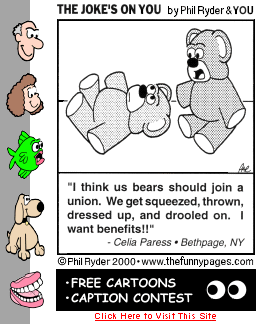 THE JOKE'S ON YOU by Phil Ryder & YOU
"I think us bears should join a
union. We get squeezed, thrown,
dressed up, and drooled on. I
want benefits!!"
- Celia Paress • Bethpage, NY
© Phil Ryder 2000 • www.thefunnypages.com
• FREE CARTOONS
• CAPTION CONTEST
Click Here to Visit This Site